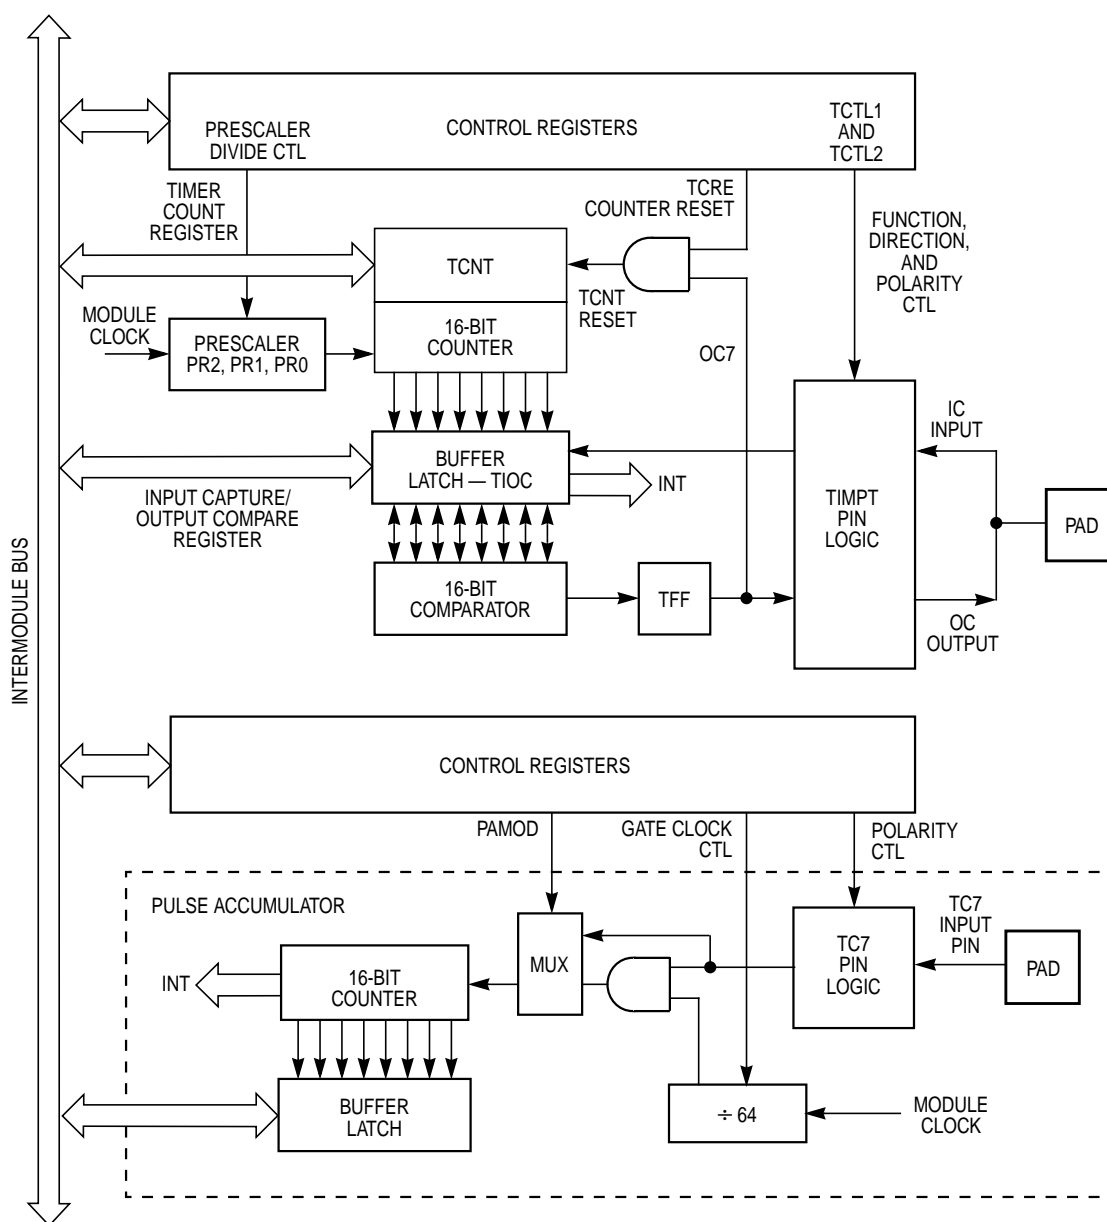 INTERMODULE BUS
PRESCALER
DIVIDE CTL
CONTROL REGISTERS
TCTL1
AND
TCTL2
TIMER
COUNT
REGISTER
TCRE
COUNTER RESET
FUNCTION,
DIRECTION,
AND
POLARITY
CTL
TCNT
TCNT
RESET
MODULE
CLOCK
PRESCALER
PR2, PR1, PR0
16-BIT
COUNTER
OC7
IC
INPUT
BUFFER
LATCH — TIOC
INT
INPUT CAPTURE/
OUTPUT COMPARE
REGISTER
TIMPT
PIN
LOGIC
PAD
16-BIT
COMPARATOR
TFF
OC
OUTPUT
CONTROL REGISTERS
PAMOD
GATE CLOCK
CTL
POLARITY
CTL
PULSE ACCUMULATOR
TC7
INPUT
PIN
TC7
PIN
LOGIC
PAD
MUX
INT
16-BIT
COUNTER
BUFFER
LATCH
÷ 64
MODULE
CLOCK